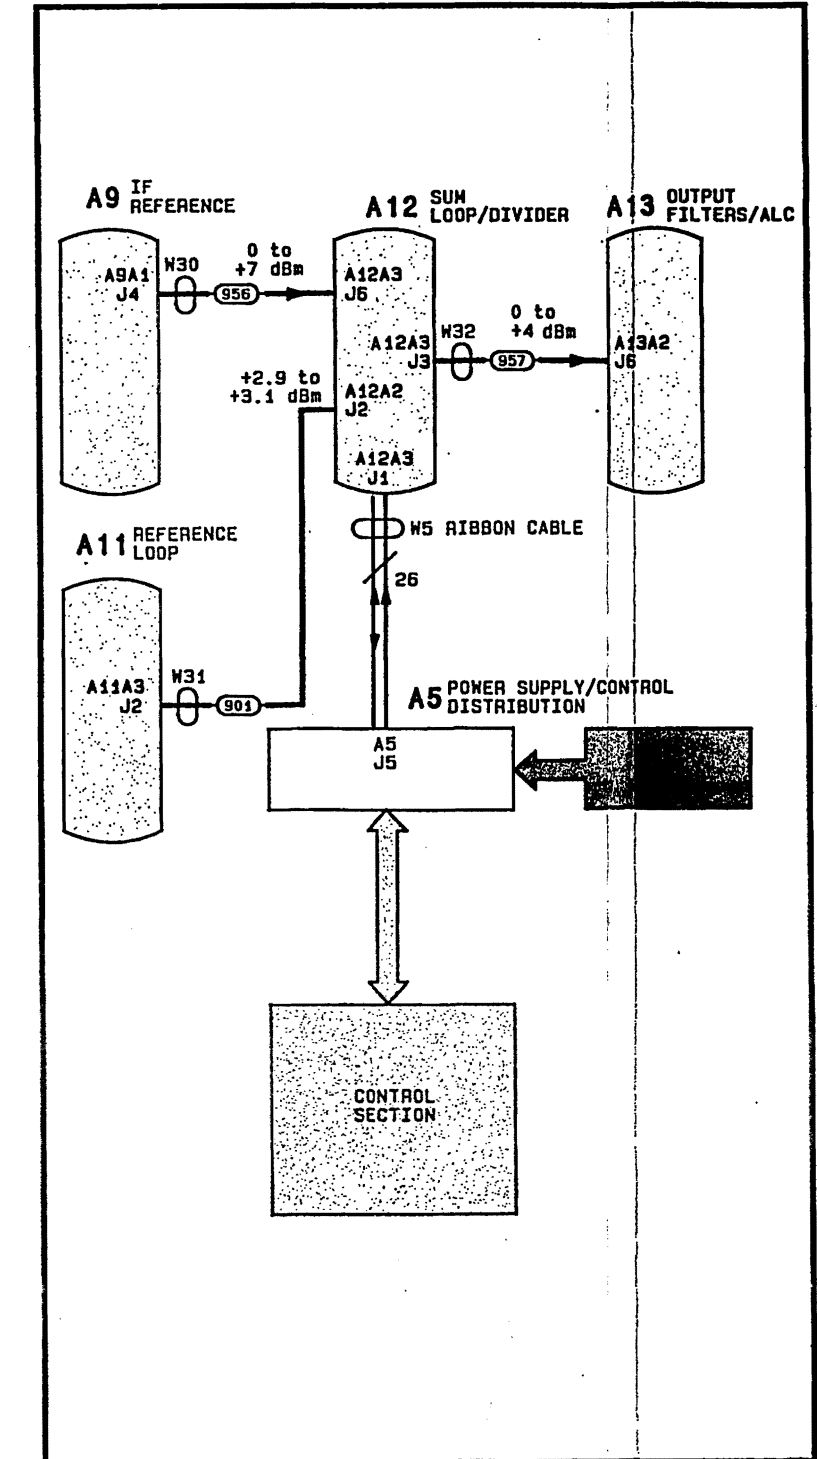 A9 IF
REFERENCE
A12 SUM
LOOP/DIVIDER
A13 OUTPUT
FILTERS/ALC
A9A1
J4
W30
956
0 to
+7 dBm
A12A3
J6
A12A3
J3
W32
957
0 to
+4 dBm
A13A2
J6
+2.9 to
+3.1 dBm
A12A2
J2
A12A3
J1
W5 RIBBON CABLE
26
A11 REFERENCE
LOOP
A11A3
J2
W31
901
A5 POWER SUPPLY/CONTROL
DISTRIBUTION
A5
J5
CONTROL
SECTION